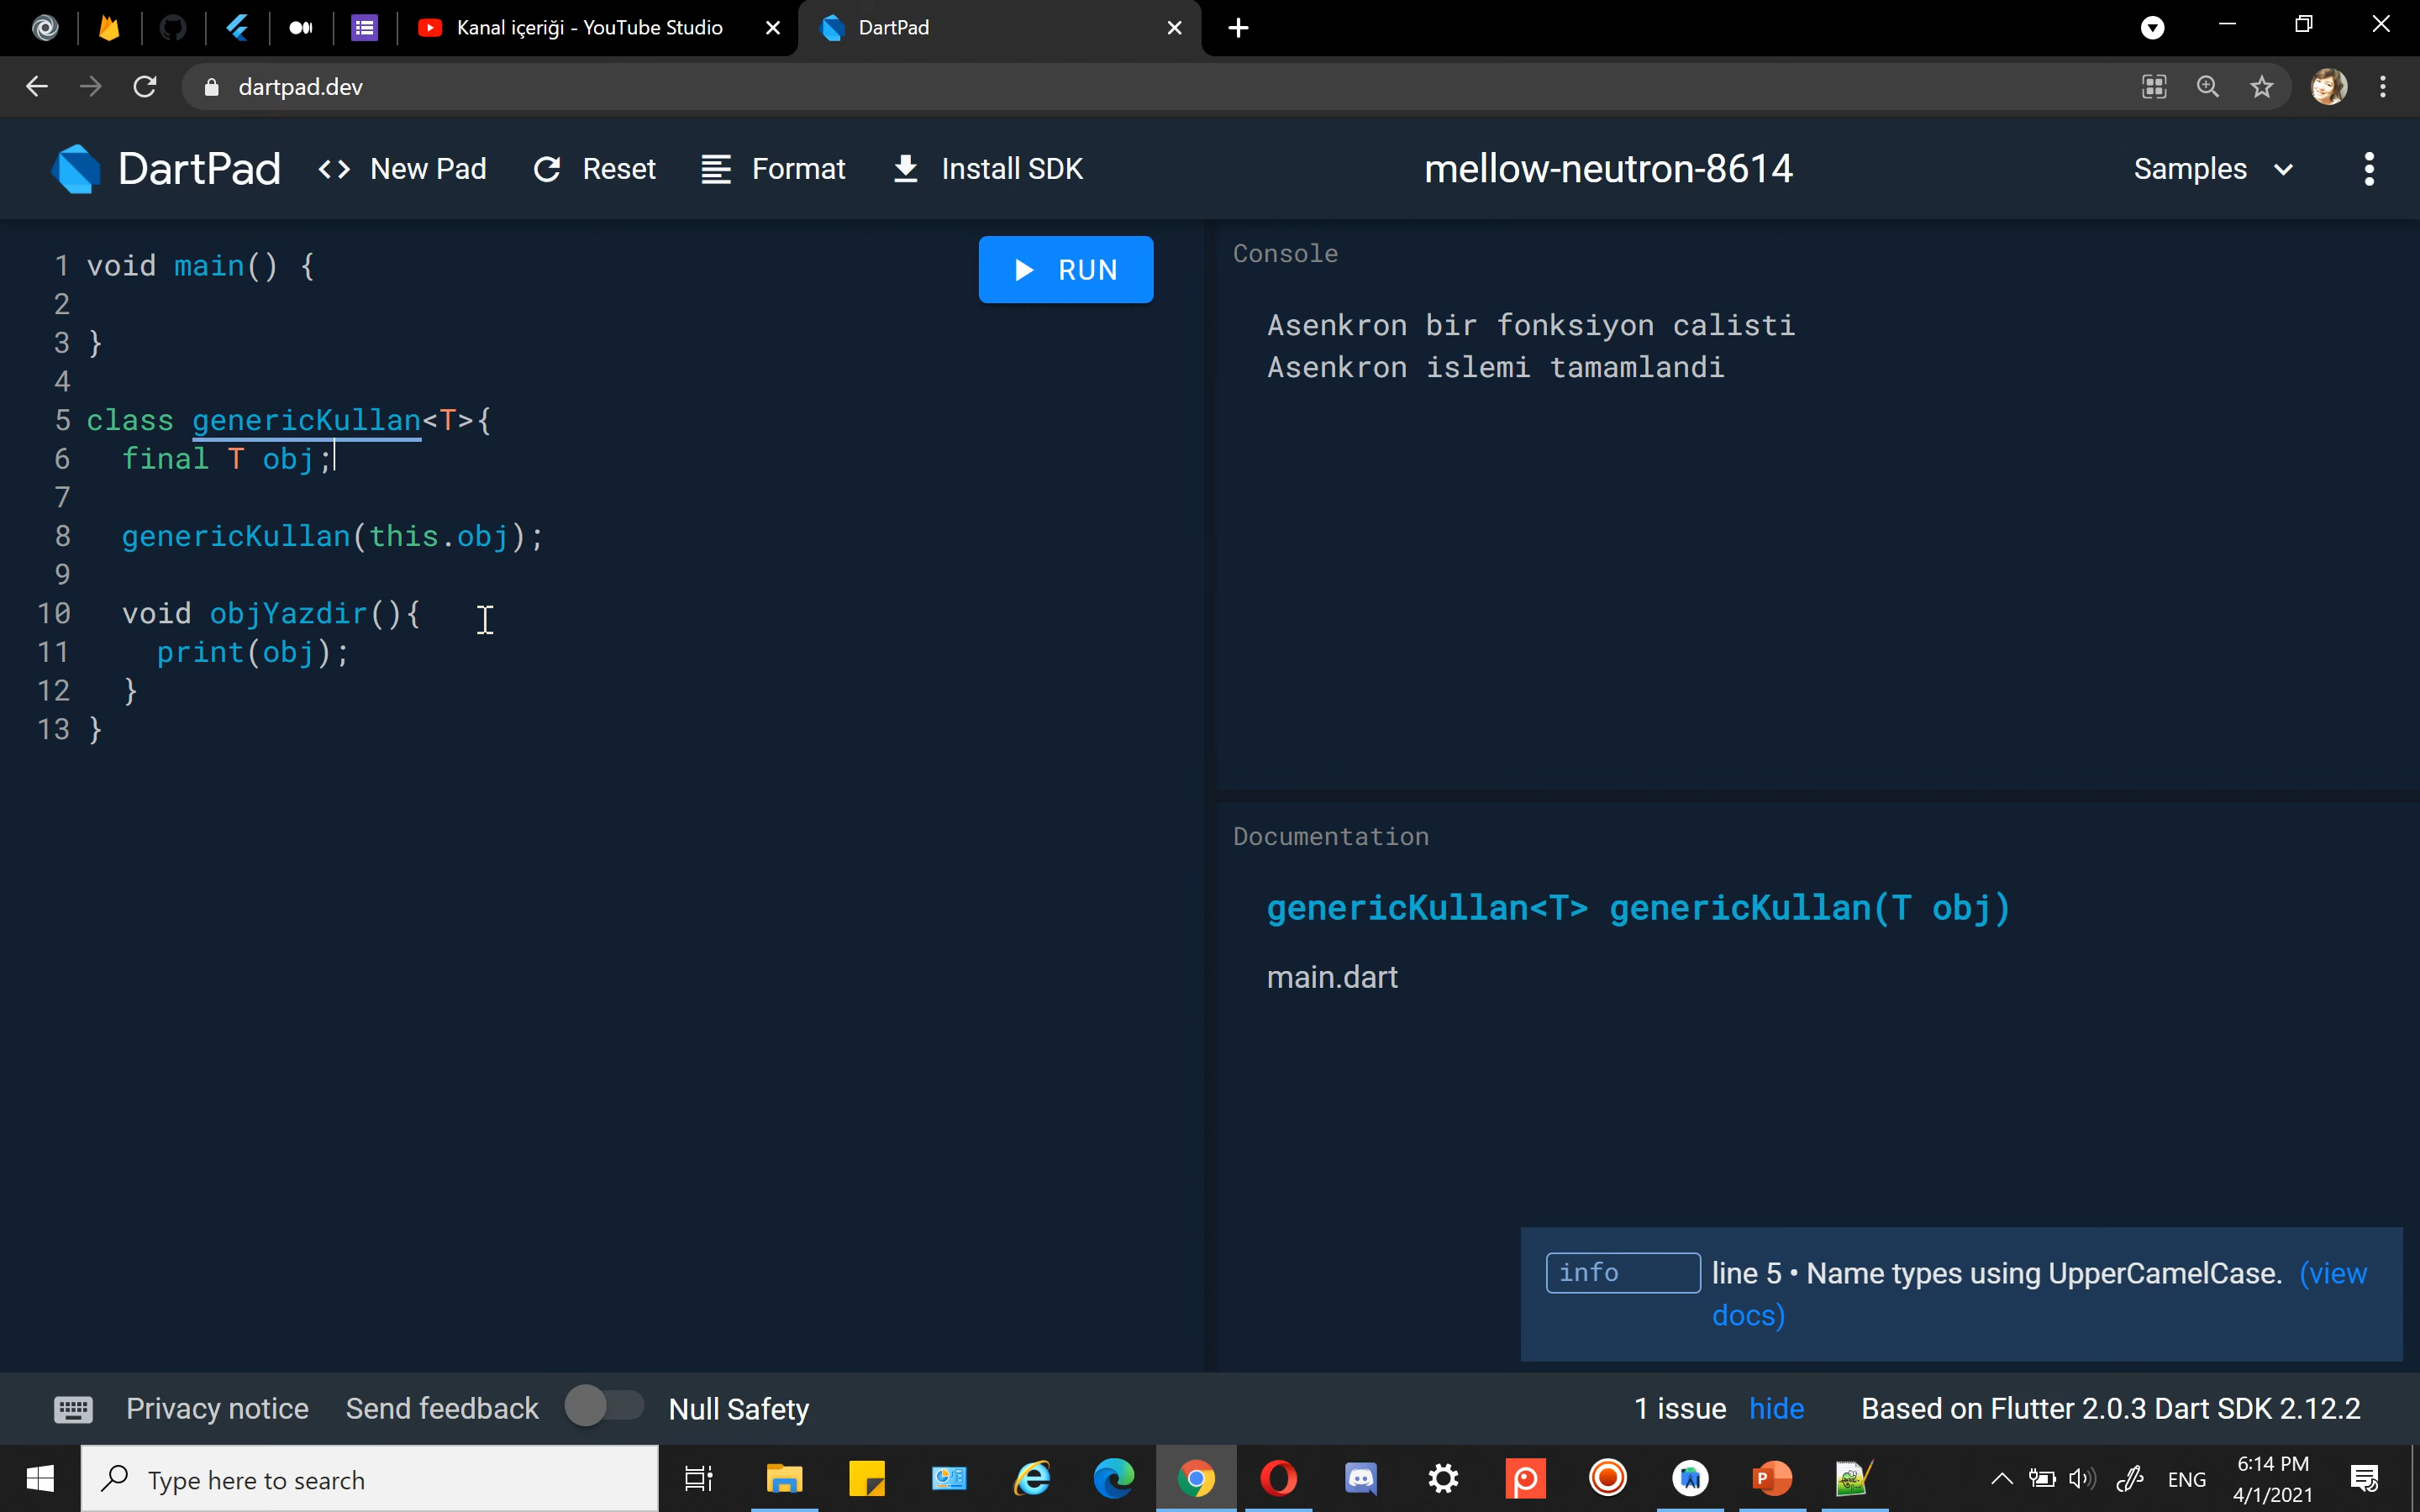 Kanal içeriği - YouTube Studio
DartPad
dartpad.dev
DartPad
<> New Pad
Reset
Format
Install SDK
mellow-neutron-8614
Samples
1 void main() {
2
3 }
4
5 class genericKullan<T>{
6 final T obj;
7
8 genericKullan(this.obj);
9
10 void objYazdir(){
11 print(obj);
12 }
13 }
RUN
Console
Asenkron bir fonksiyon calisti
Asenkron islemi tamamlandi
Documentation
genericKullan<T> genericKullan(T obj)
main.dart
info line 5 • Name types using UpperCamelCase. (view
docs)
Privacy notice
Send feedback
Null Safety
1 issue hide
Based on Flutter 2.0.3 Dart SDK 2.12.2
Type here to search
ENG
6:14 PM
4/1/2021